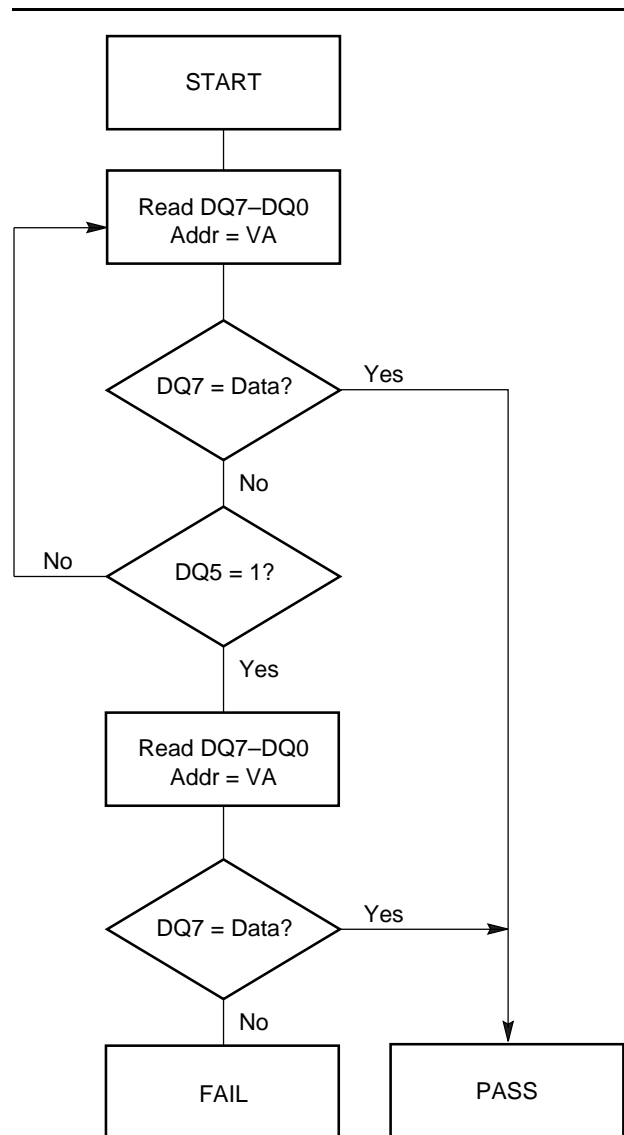 START
Read DQ7–DQ0
Addr = VA
DQ7 = Data?
Yes
No
No
DQ5 = 1?
Yes
Read DQ7–DQ0
Addr = VA
DQ7 = Data?
Yes
No
FAIL
PASS